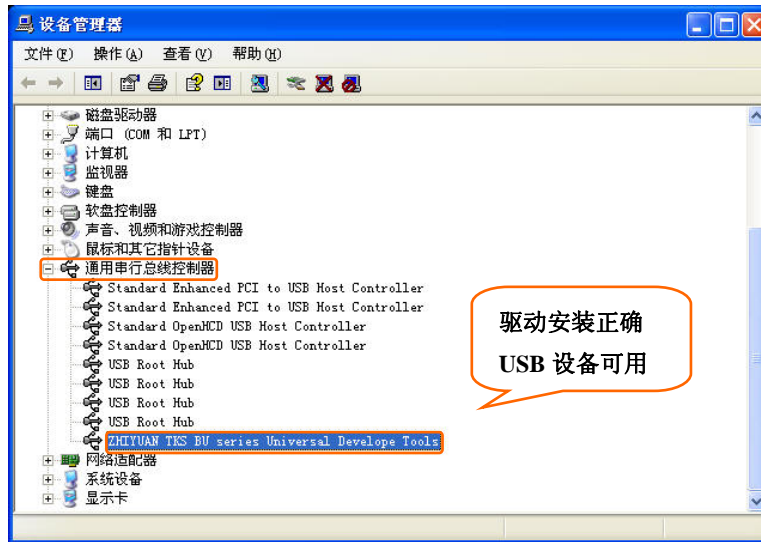 设备管理器
文件(F) 操作(A) 查看(V) 帮助(H)
磁盘驱动器
端口 (COM 和 LPT)
计算机
监视器
键盘
软盘控制器
声音、视频和游戏控制器
鼠标和其它指针设备
通用串行总线控制器
Standard Enhanced PCI to USB Host Controller
Standard Enhanced PCI to USB Host Controller
Standard OpenHCD USB Host Controller
Standard OpenHCD USB Host Controller
USB Root Hub
USB Root Hub
USB Root Hub
USB Root Hub
ZHIYUAN TKS BU series Universal Develope Tools
网络适配器
系统设备
显示卡
驱动安装正确
USB 设备可用